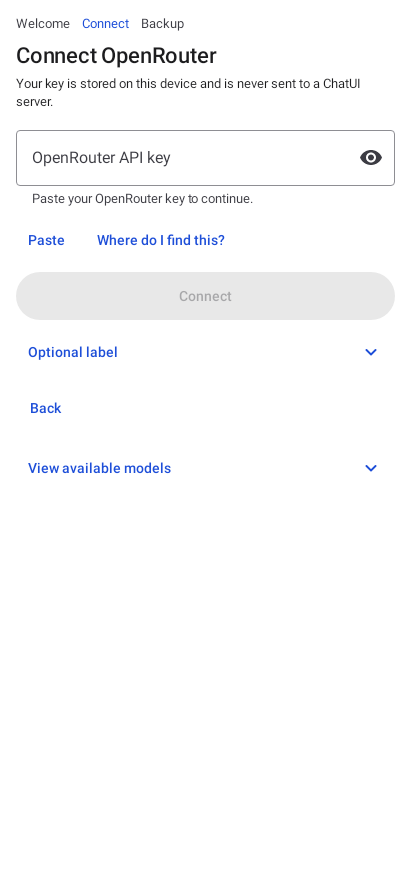 Welcome Connect Backup
Connect OpenRouter
Your key is stored on this device and is never sent to a ChatUI
server.
OpenRouter API key
Paste your OpenRouter key to continue.
Paste Where do I find this?
Connect
Optional label
Back
View available models